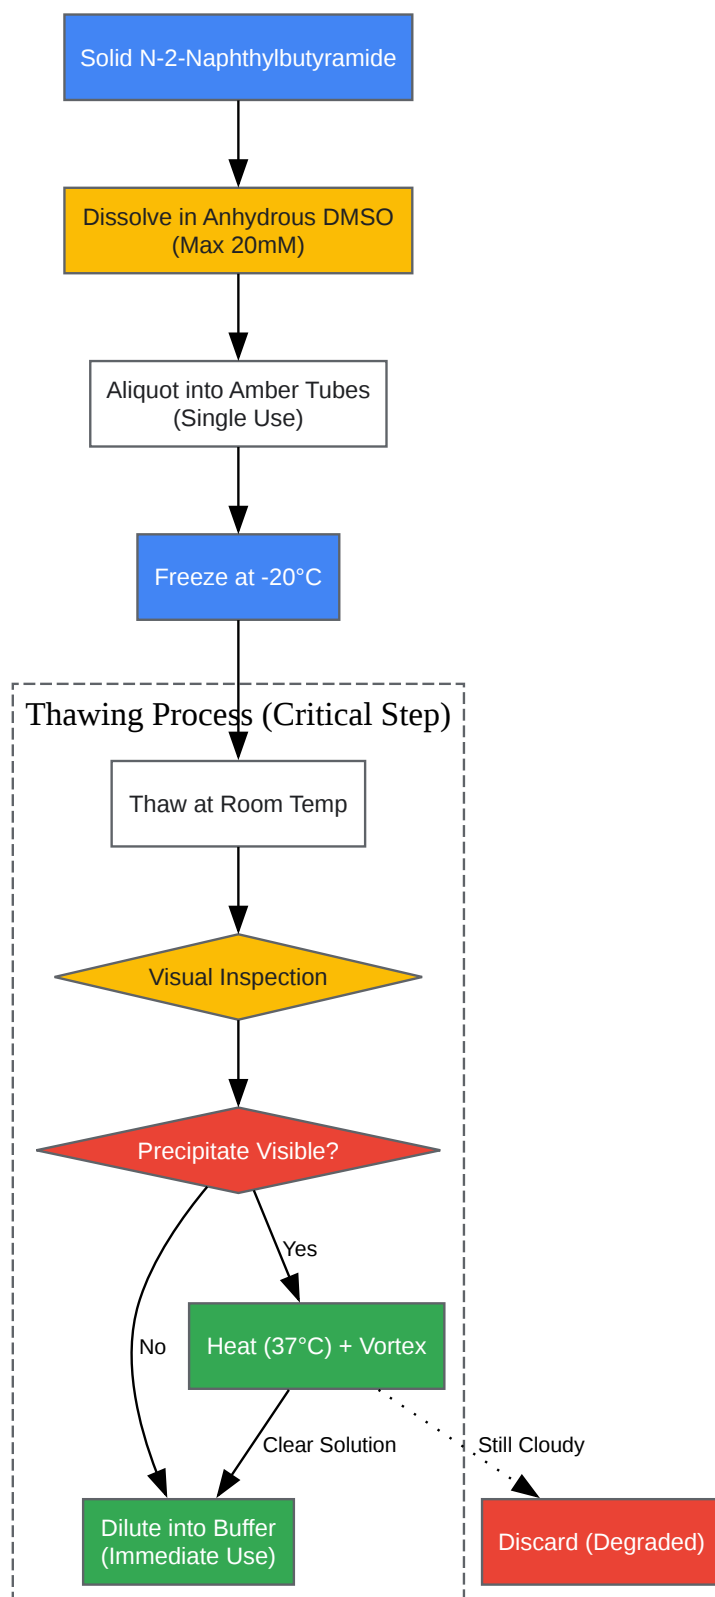 Solid N-2-Naphthylbutyramide
Dissolve in Anhydrous DMSO
(Max 20mM)
Aliquot into Amber Tubes
(Single Use)
Freeze at -20°C
Thawing Process (Critical Step)
Thaw at Room Temp
Visual Inspection
Precipitate Visible?
Yes
No
Heat (37°C) + Vortex
Clear Solution
Still Cloudy
Dilute into Buffer
(Immediate Use)
Discard (Degraded)